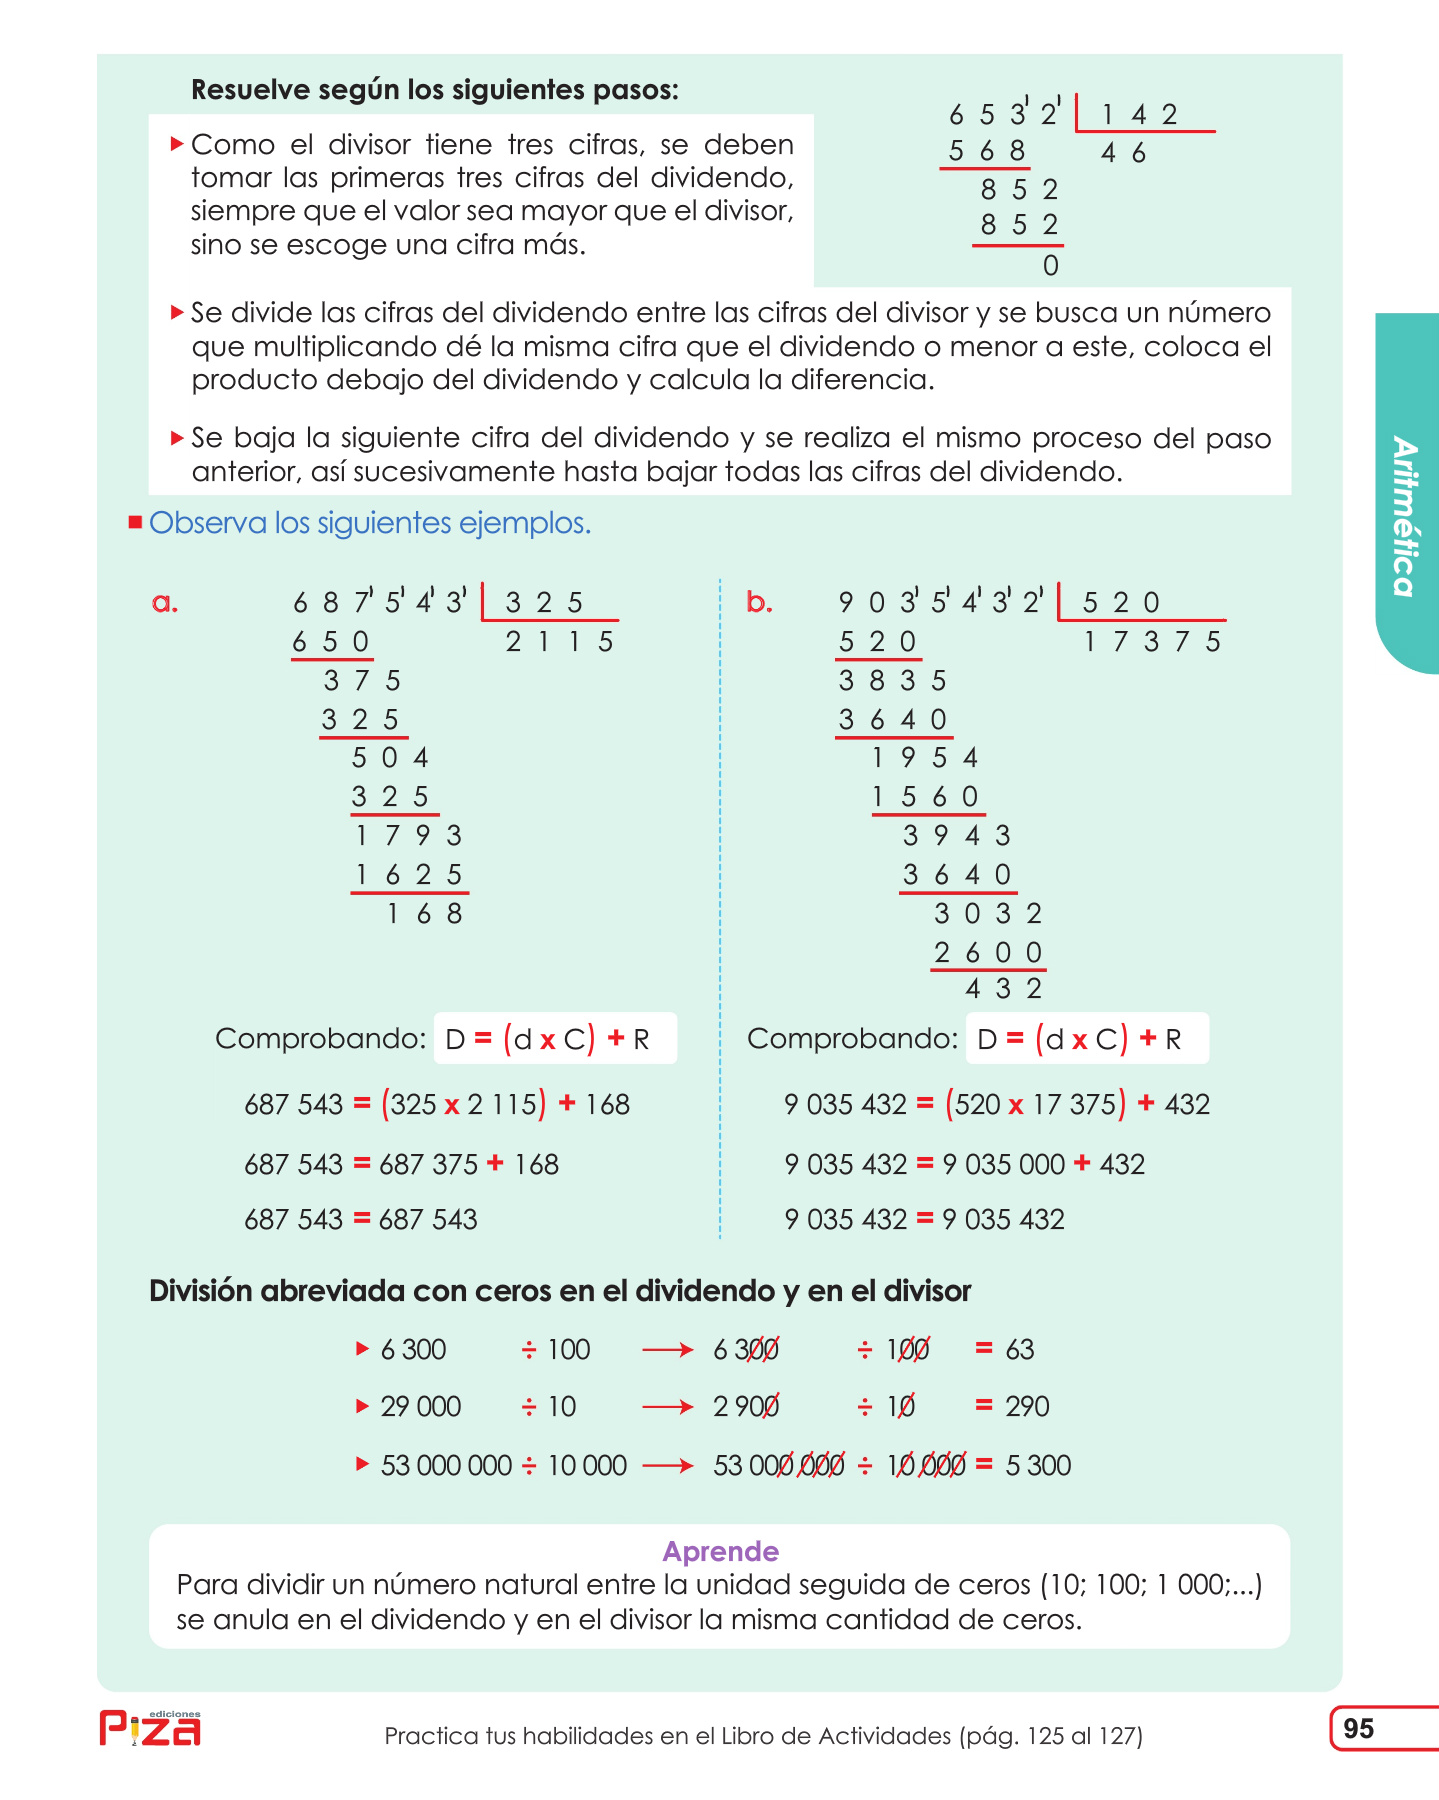 Resuelve según los siguientes pasos:
▶ Como el divisor tiene tres cifras, se deben
tomar las primeras tres cifras del dividendo,
siempre que el valor sea mayor que el divisor,
sino se escoge una cifra más.
6 5 3' 2' 1 4 2
5 6 8 4 6
8 5 2
8 5 2
0
▶ Se divide las cifras del dividendo entre las cifras del divisor y se busca un número
que multiplicando dé la misma cifra que el dividendo o menor a este, coloca el
producto debajo del dividendo y calcula la diferencia.
▶ Se baja la siguiente cifra del dividendo y se realiza el mismo proceso del paso
anterior, así sucesivamente hasta bajar todas las cifras del dividendo.
Aritmética
■ Observa los siguientes ejemplos.
a. 6 8 7' 5' 4' 3' 3 2 5
6 5 0 2 1 1 5
3 7 5
3 2 5
5 0 4
3 2 5
1 7 9 3
1 6 2 5
1 6 8
Comprobando: D = (d x C) + R
687 543 = (325 x 2 115) + 168
687 543 = 687 375 + 168
687 543 = 687 543
b. 9 0 3' 5' 4' 3' 2' 5 2 0
5 2 0 1 7 3 7 5
3 8 3 5
3 6 4 0
1 9 5 4
1 5 6 0
3 9 4 3
3 6 4 0
3 0 3 2
2 6 0 0
4 3 2
Comprobando: D = (d x C) + R
9 035 432 = (520 x 17 375) + 432
9 035 432 = 9 035 000 + 432
9 035 432 = 9 035 432
División abreviada con ceros en el dividendo y en el divisor
▶ 6 300 ÷ 100 → 6 300 ÷ 100 = 63
▶ 29 000 ÷ 10 → 2 900 ÷ 10 = 290
▶ 53 000 000 ÷ 10 000 → 53 000 000 ÷ 10 000 = 5 300
Aprende
Para dividir un número natural entre la unidad seguida de ceros (10; 100; 1 000;...)
se anula en el dividendo y en el divisor la misma cantidad de ceros.
ediciones
Piza
Practica tus habilidades en el Libro de Actividades (pág. 125 al 127)
95